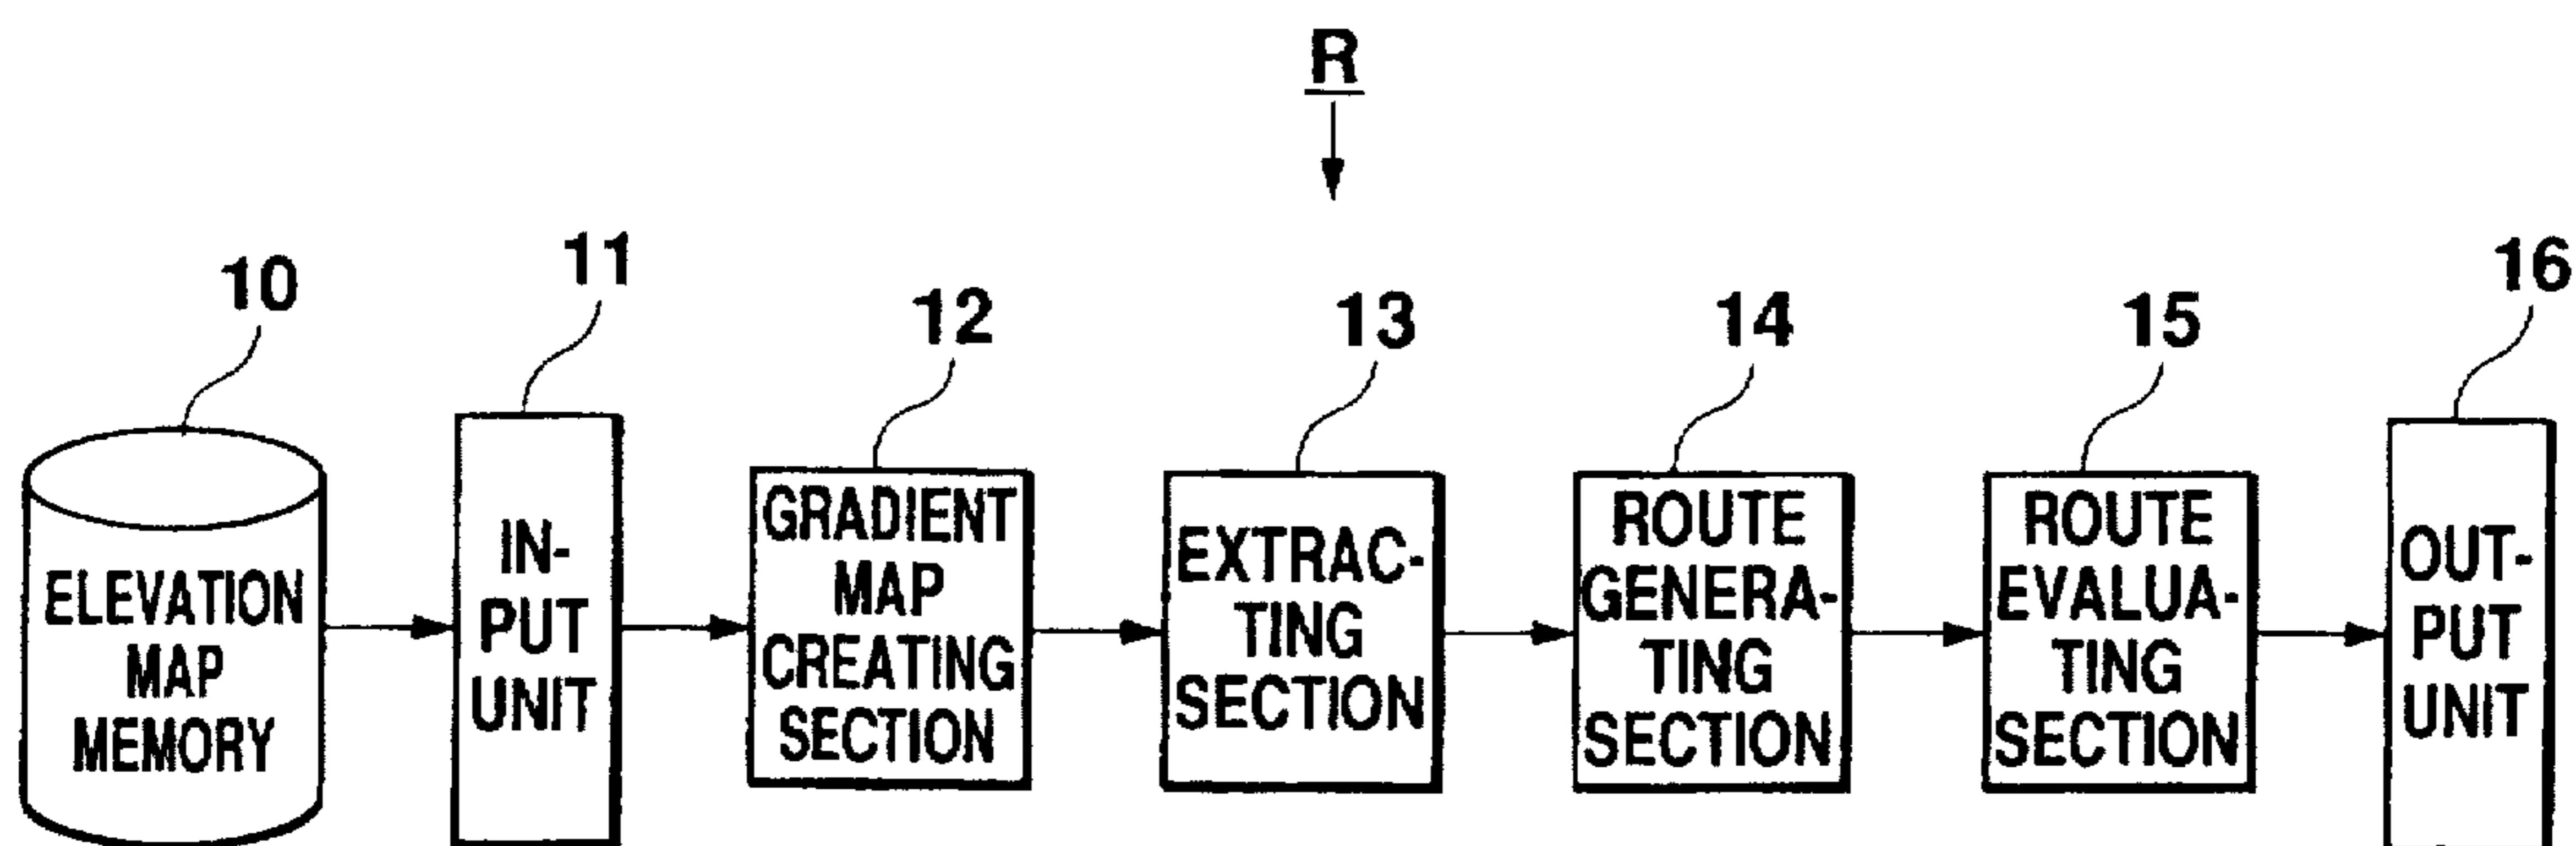 R
10
11
12
13
14
15
16
ELEVATION
MAP
MEMORY
IN-
PUT
UNIT
GRADIENT
MAP
CREATING
SECTION
EXTRAC-
TING
SECTION
ROUTE
GENERA-
TING
SECTION
ROUTE
EVALUA-
TING
SECTION
OUT-
PUT
UNIT